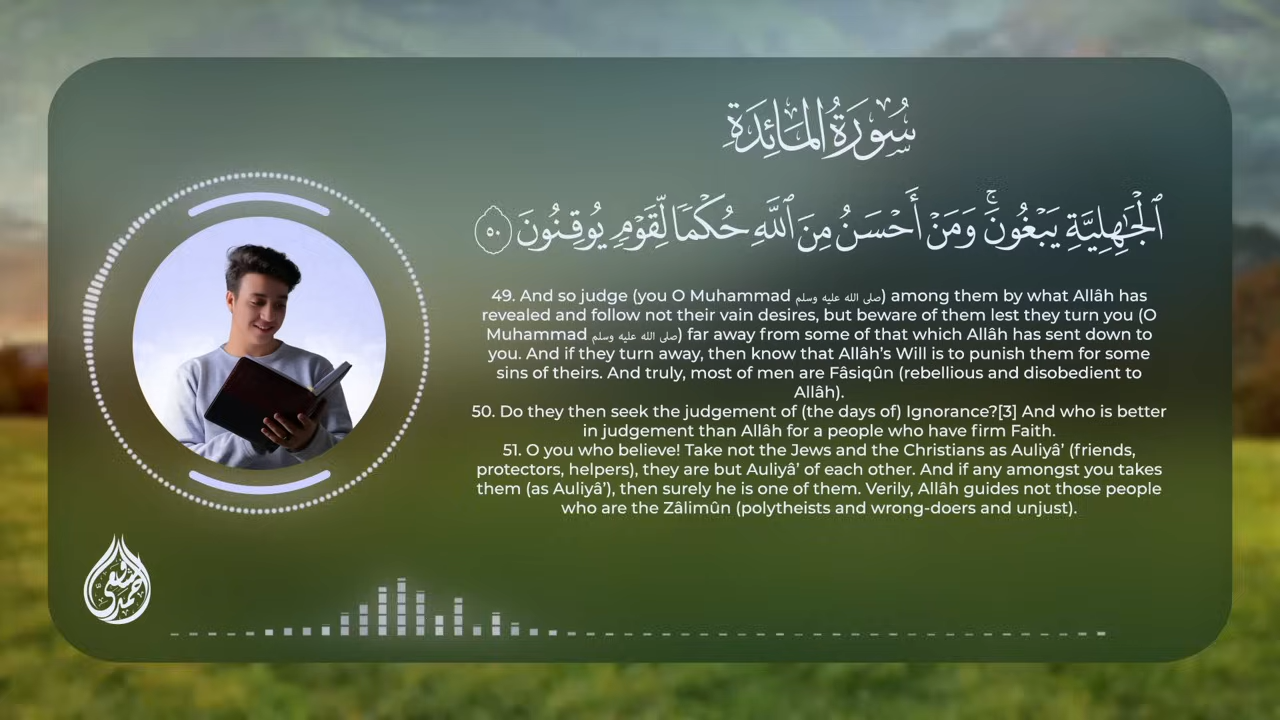 سُورَةُ المَائِدَةِ
ٱلْجَٰهِلِيَّةِ يَبْغُونَۚ وَمَنْ أَحْسَنُ مِنَ ٱللَّهِ حُكْمًا لِّقَوْمٍ يُوقِنُونَ ٥٠
49. And so judge (you O Muhammad صلى الله عليه وسلم) among them by what Allâh has
revealed and follow not their vain desires, but beware of them lest they turn you (O
Muhammad صلى الله عليه وسلم) far away from some of that which Allâh has sent down to
you. And if they turn away, then know that Allâh’s Will is to punish them for some
sins of theirs. And truly, most of men are Fâsiqûn (rebellious and disobedient to
Allâh).
50. Do they then seek the judgement of (the days of) Ignorance?[3] And who is better
in judgement than Allâh for a people who have firm Faith.
51. O you who believe! Take not the Jews and the Christians as Auliyâ’ (friends,
protectors, helpers), they are but Auliyâ’ of each other. And if any amongst you takes
them (as Auliyâ’), then surely he is one of them. Verily, Allâh guides not those people
who are the Zâlimûn (polytheists and wrong-doers and unjust).